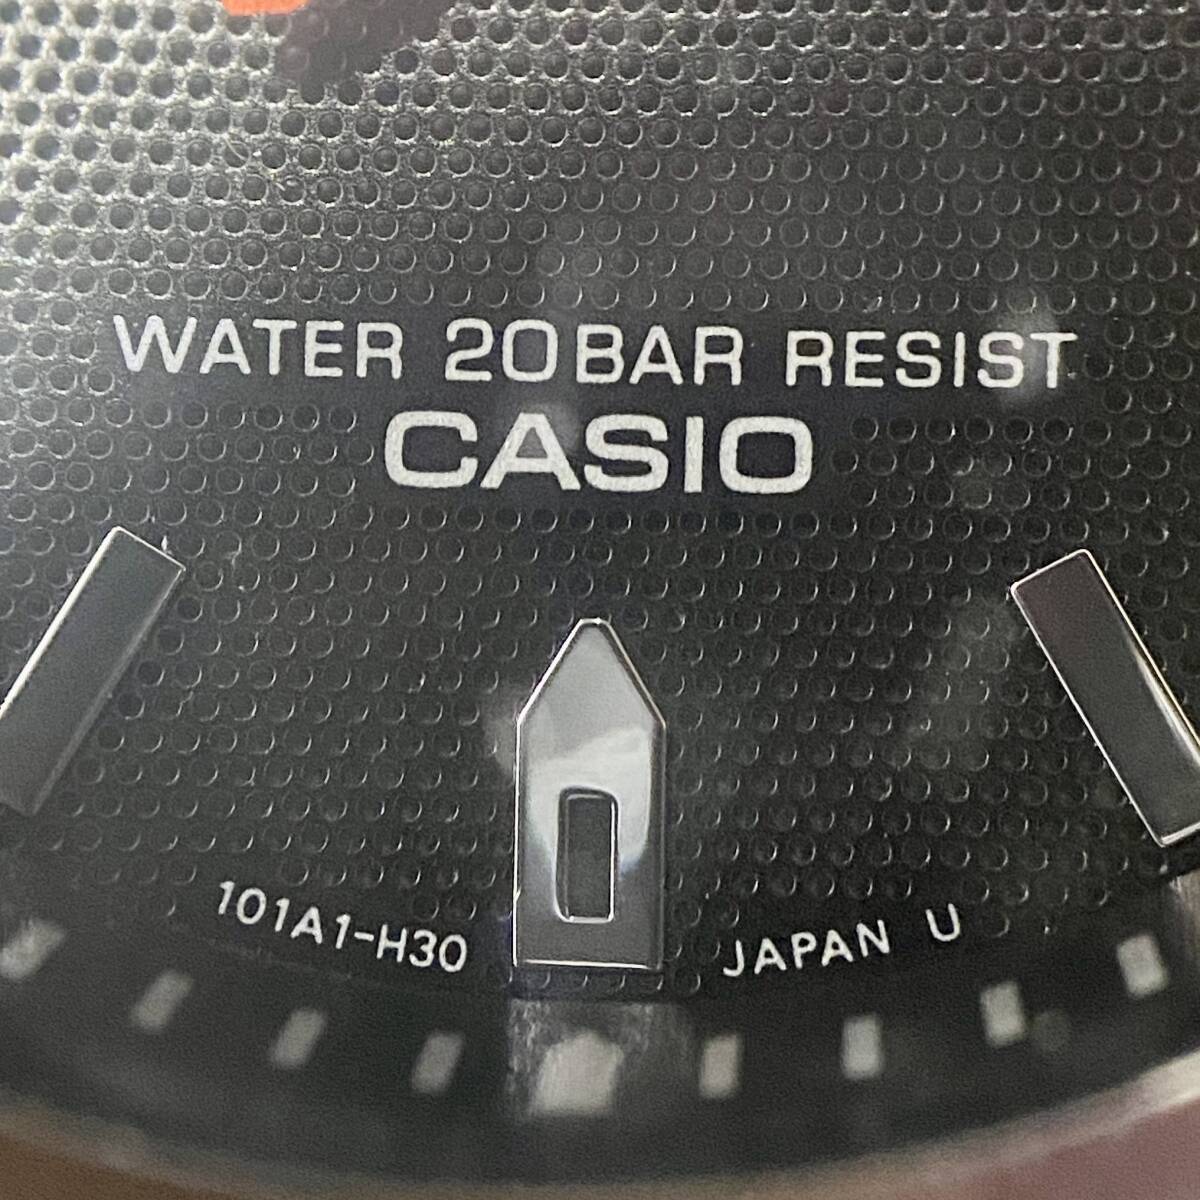 WATER 20BAR RESIST
CASIO
101A1-H30 JAPAN U